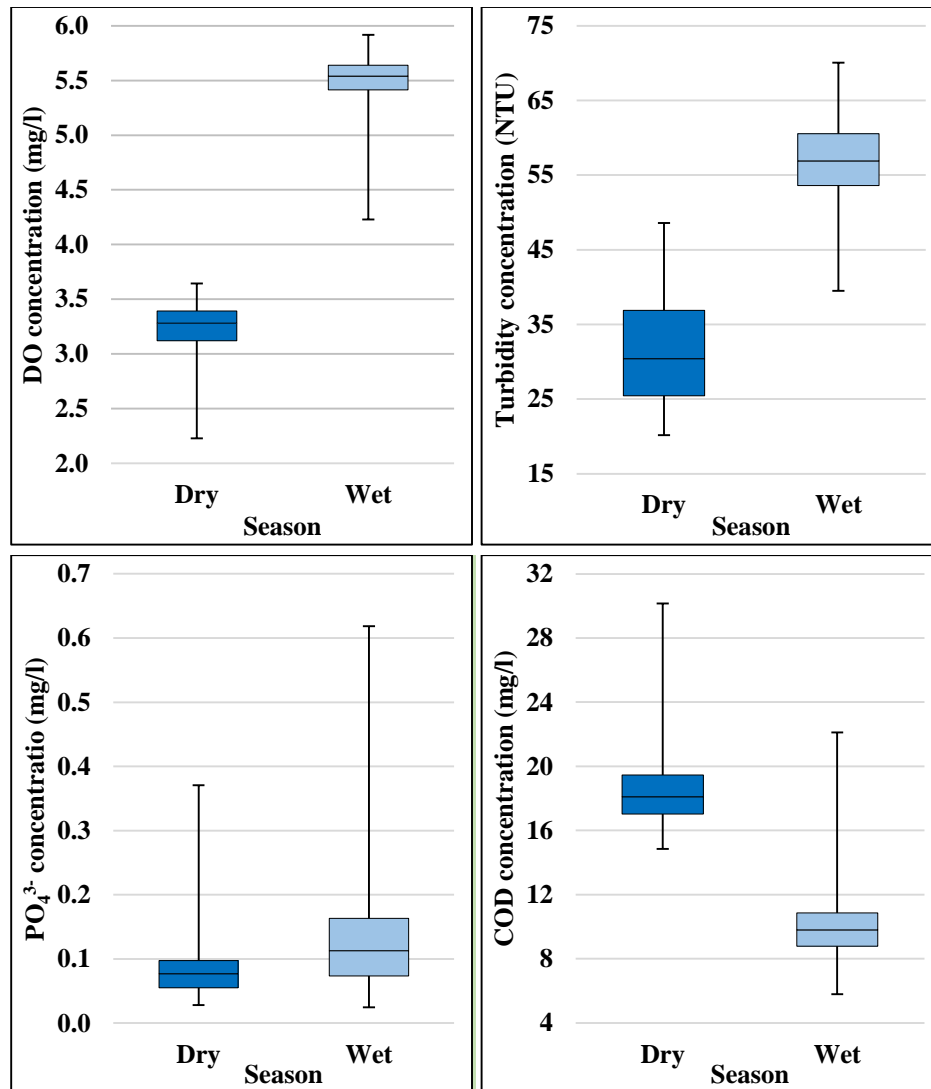 DO concentration (mg/l)
6.0
5.5
5.0
4.5
4.0
3.5
3.0
2.5
2.0
Dry Wet
Season
Turbidity concentration (NTU)
75
65
55
45
35
25
15
Dry Wet
Season
PO₄³⁻ concentratio (mg/l)
0.7
0.6
0.5
0.4
0.3
0.2
0.1
0.0
Dry Wet
Season
COD concentration (mg/l)
32
28
24
20
16
12
8
4
Dry Wet
Season